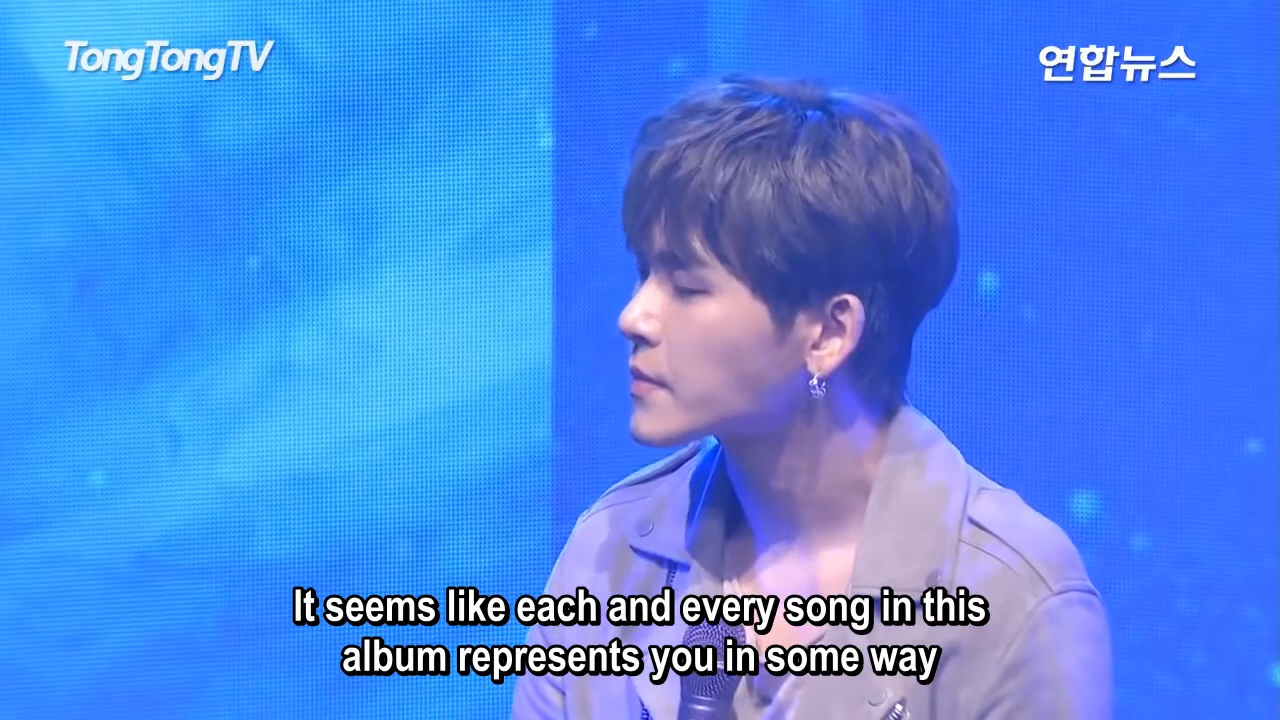 TongTongTV
연합뉴스
It seems like each and every song in this
album represents you in some way